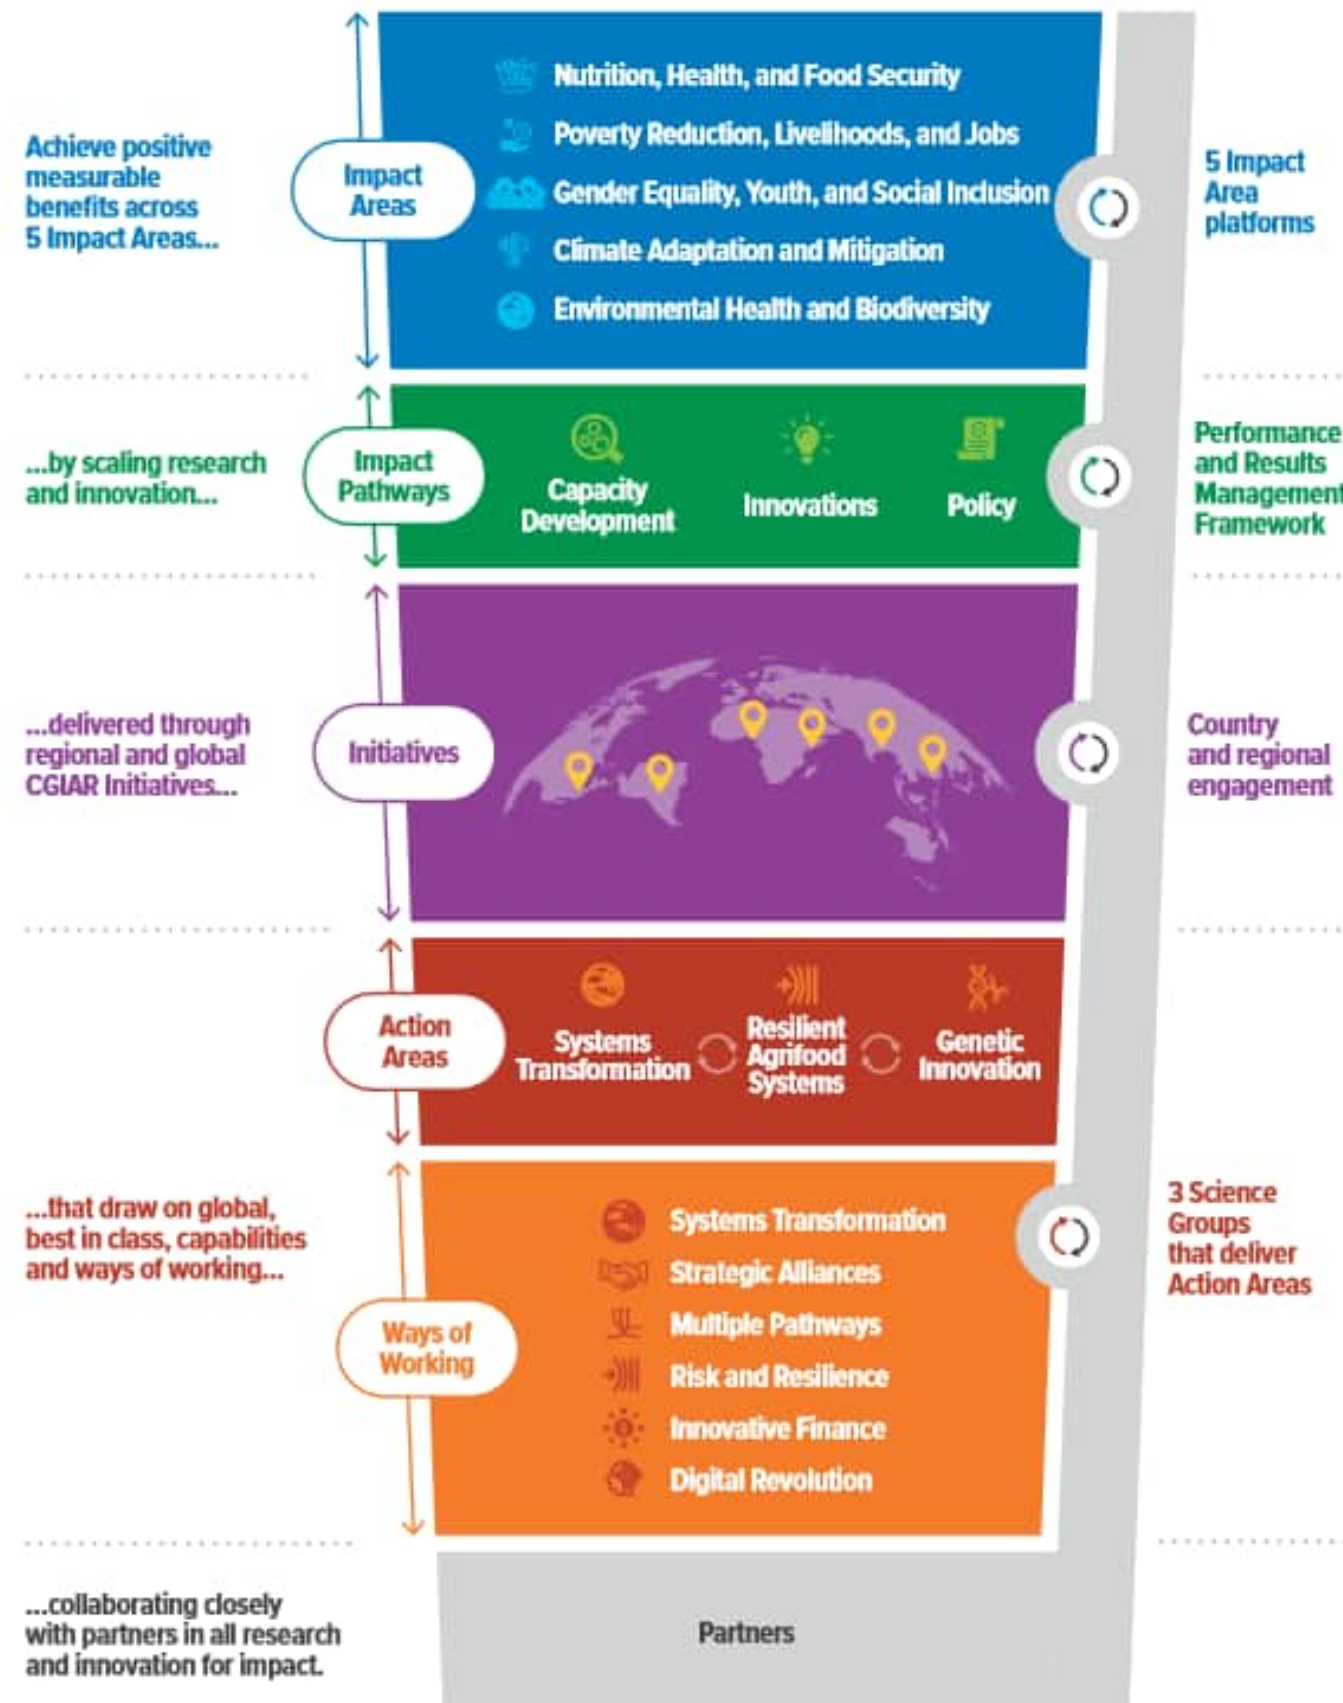 Achieve positive
measurable
benefits across
5 Impact Areas...
Impact
Areas
Nutrition, Health, and Food Security
Poverty Reduction, Livelihoods, and Jobs
Gender Equality, Youth, and Social Inclusion
Climate Adaptation and Mitigation
Environmental Health and Biodiversity
5 Impact
Area
platforms
...by scaling research
and innovation...
Impact
Pathways
Capacity
Development
Innovations
Policy
Performance
and Results
Management
Framework
...delivered through
regional and global
CGIAR Initiatives...
Initiatives
Country
and regional
engagement
Action
Areas
Systems
Transformation
Resilient
Agrifood
Systems
Genetic
Innovation
...that draw on global,
best in class, capabilities
and ways of working...
Ways of
Working
Systems Transformation
Strategic Alliances
Multiple Pathways
Risk and Resilience
Innovative Finance
Digital Revolution
3 Science
Groups
that deliver
Action Areas
...collaborating closely
with partners in all research
and innovation for impact.
Partners